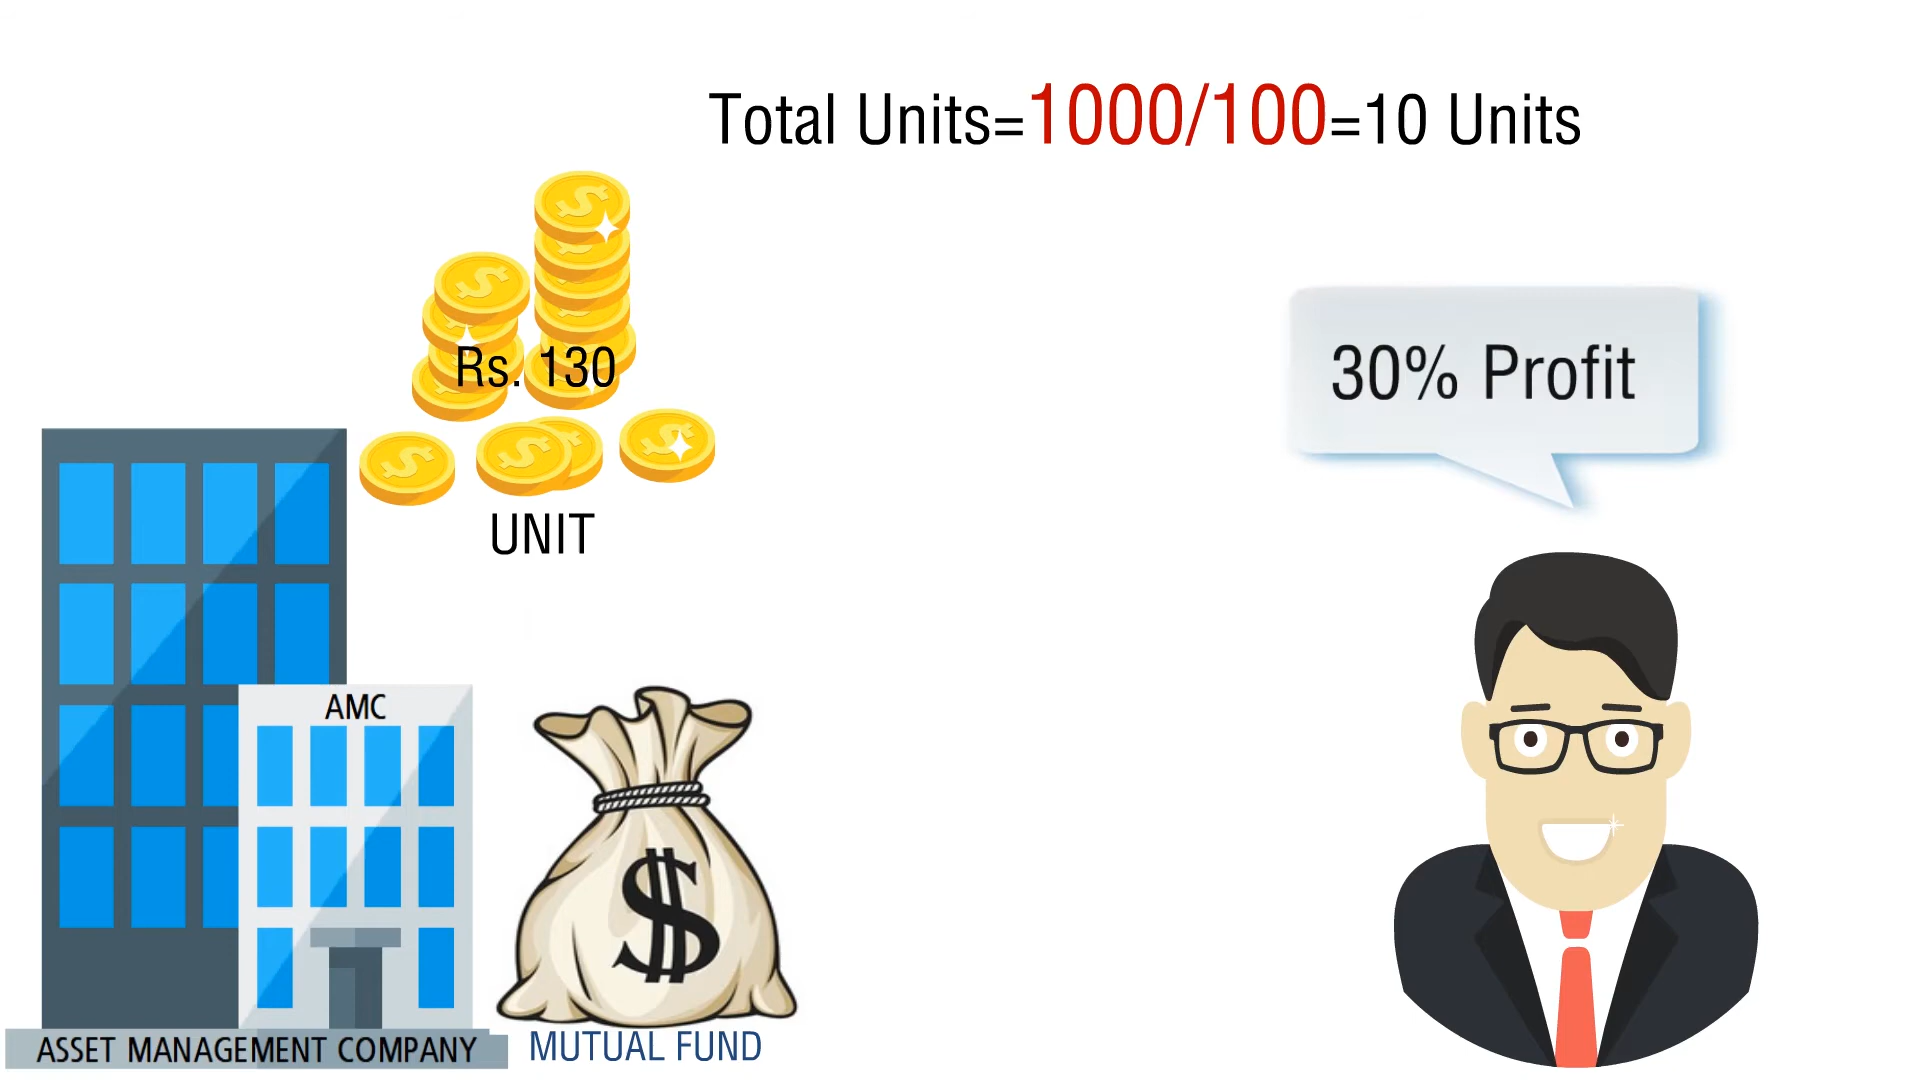 Total Units=1000/100=10 Units
Rs. 130
30% Profit
UNIT
AMC
ASSET MANAGEMENT COMPANY
MUTUAL FUND